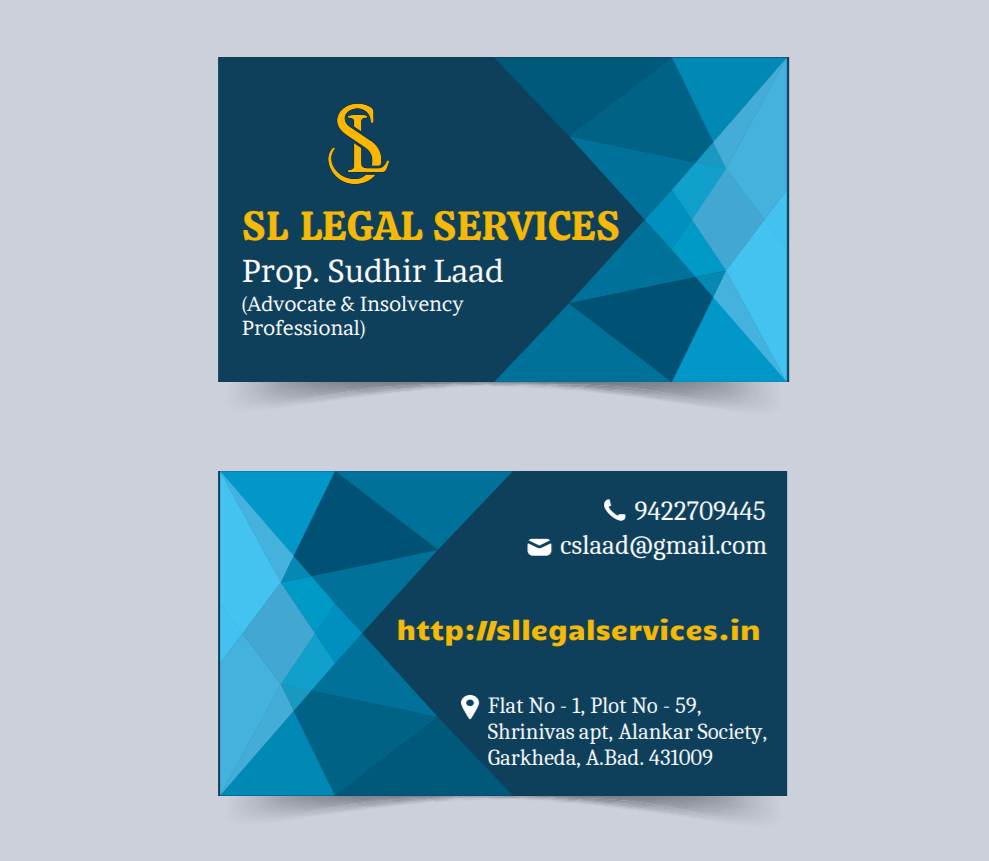 SL
SL LEGAL SERVICES
Prop. Sudhir Laad
(Advocate & Insolvency
Professional)
9422709445
cslaad@gmail.com
http://sllegalservices.in
Flat No - 1, Plot No - 59,
Shrinivas apt, Alankar Society,
Garkheda, A.Bad. 431009